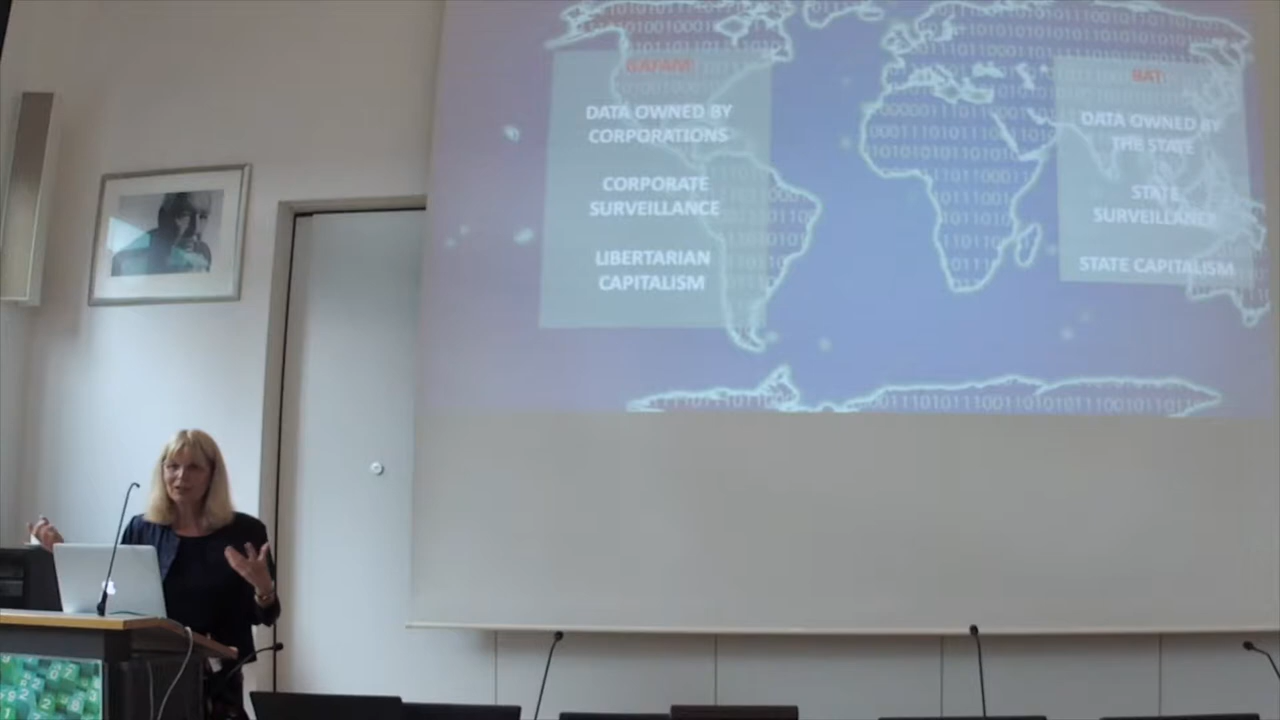 GAFAM:
DATA OWNED BY
CORPORATIONS
CORPORATE
SURVEILLANCE
LIBERTARIAN
CAPITALISM
BAT:
DATA OWNED BY
THE STATE
STATE
SURVEILLANCE
STATE CAPITALISM